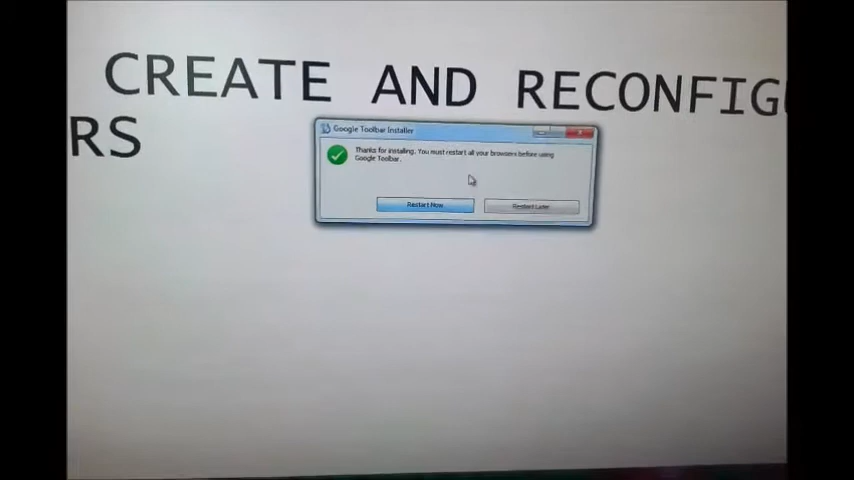 CREATE AND RECONFIG
RS
Google Toolbar Installer
Thanks for installing. You must restart all your browsers before using
Google Toolbar.
Restart Now
Restart Later